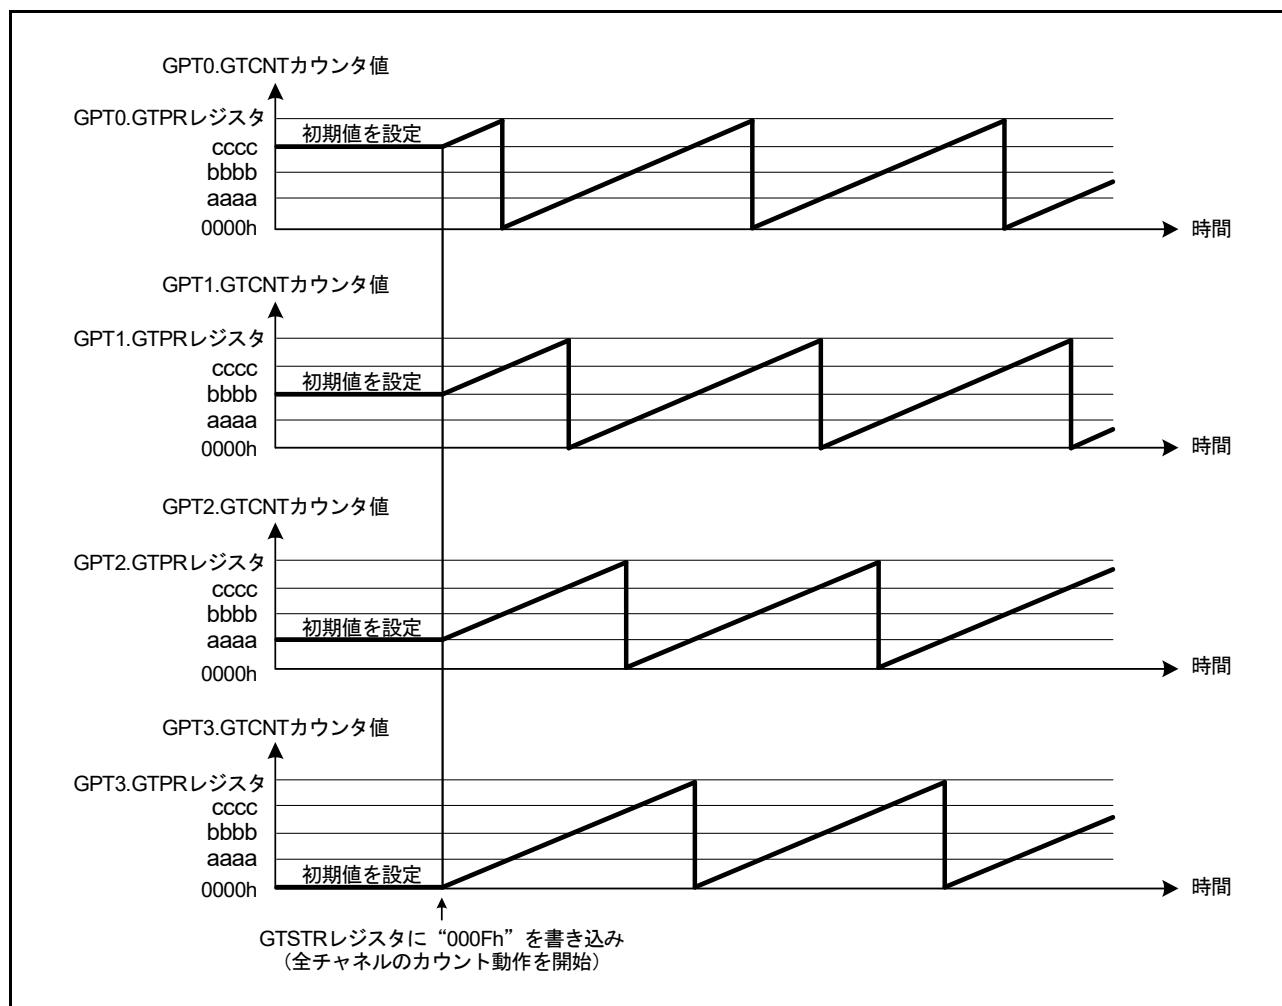 GPT0.GTCNTカウンタ値
GPT0.GTPRレジスタ
初期値を設定
cccc
bbbb
aaaa
0000h
時間
GPT1.GTCNTカウンタ値
GPT1.GTPRレジスタ
cccc
初期値を設定
bbbb
aaaa
0000h
時間
GPT2.GTCNTカウンタ値
GPT2.GTPRレジスタ
cccc
bbbb
初期値を設定
aaaa
0000h
時間
GPT3.GTCNTカウンタ値
GPT3.GTPRレジスタ
cccc
bbbb
aaaa
初期値を設定
0000h
時間
GTSTRレジスタに“000Fh”を書き込み
（全チャネルのカウント動作を開始）